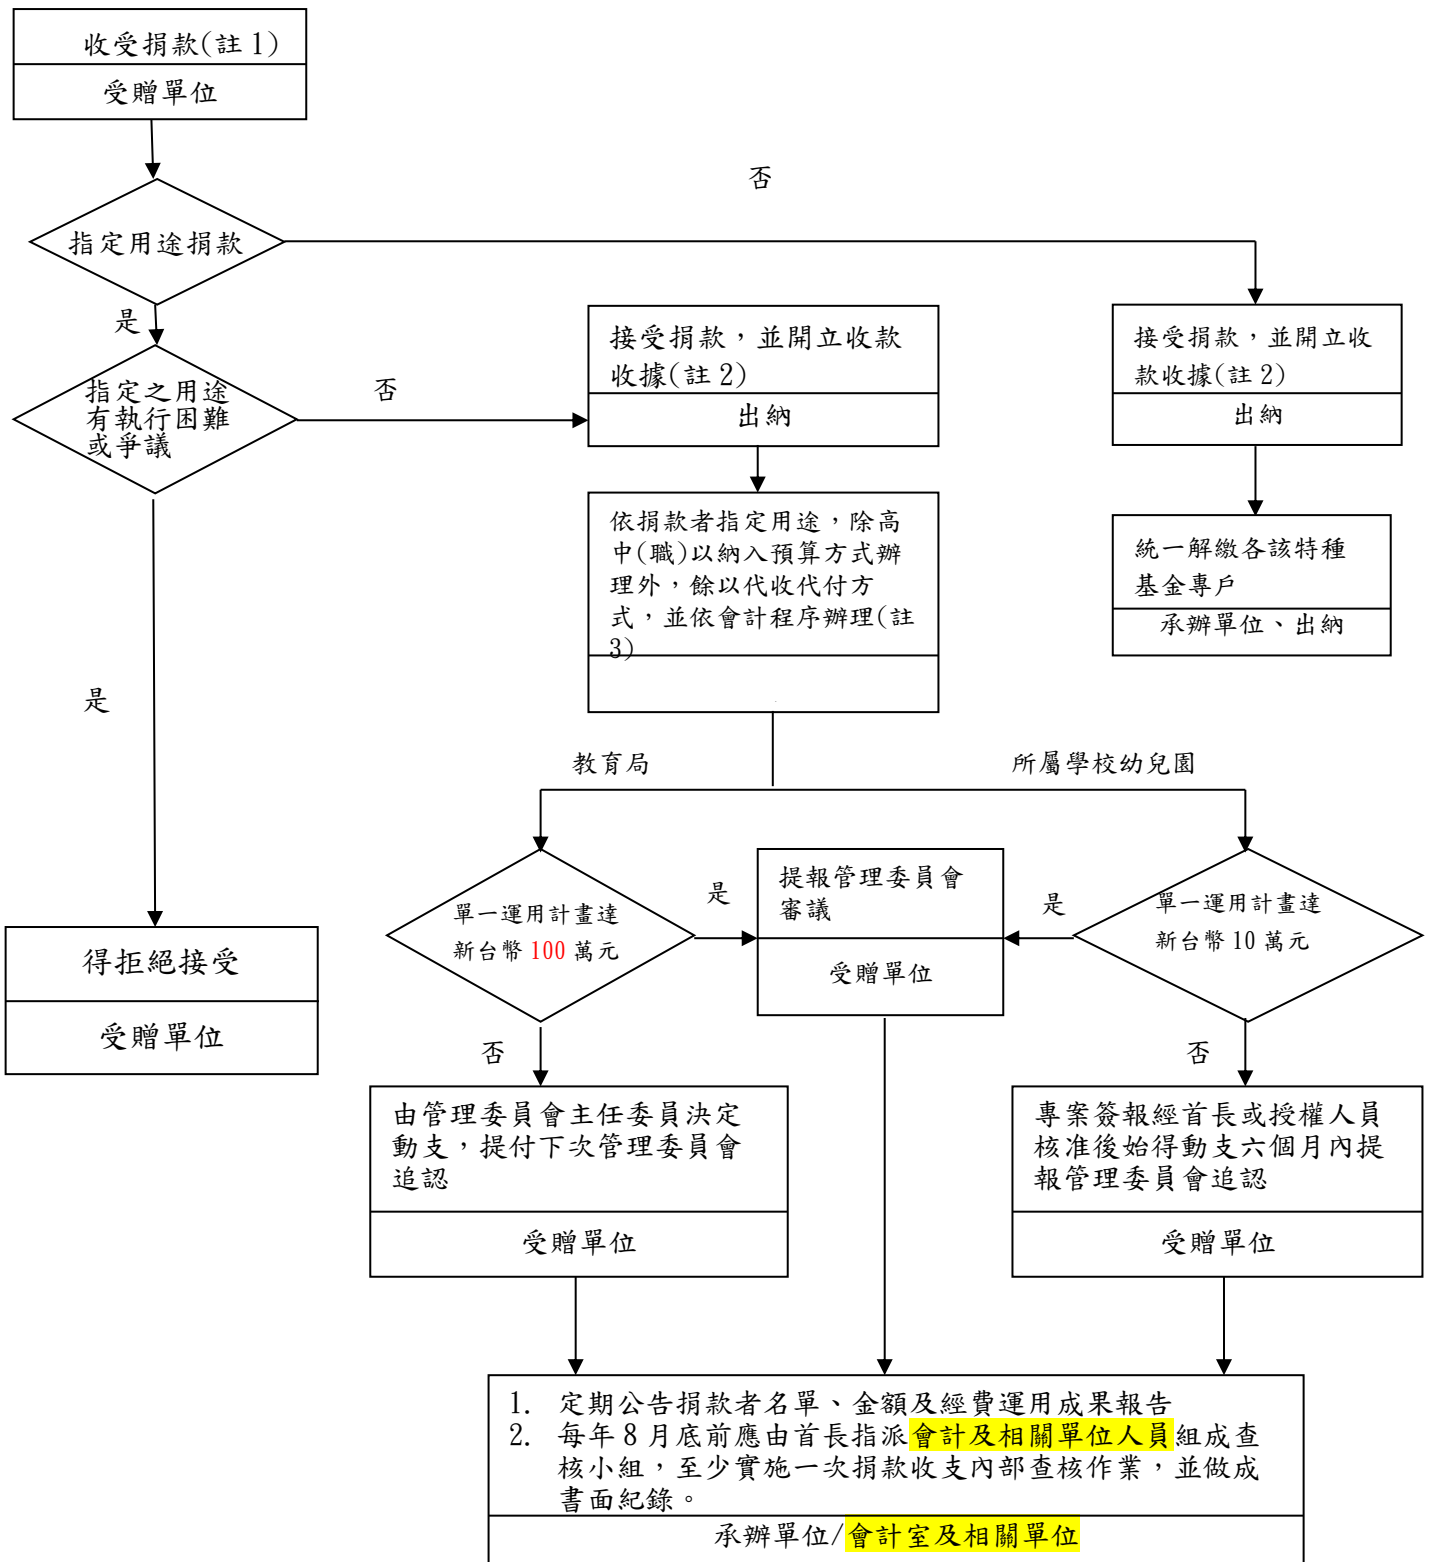 收受捐款(註 1)
受贈單位
否
指定用途捐款
是
指定之用途
有執行困難
或爭議
否
接受捐款，並開立收款
收據(註 2)
出納
接受捐款，並開立收
款收據(註 2)
出納
依捐款者指定用途，除高
中(職)以納入預算方式辦
理外，餘以代收代付方
式，並依會計程序辦理(註
3)
統一解繳各該特種
基金專戶
承辦單位、出納
是
教育局
所屬學校幼兒園
單一運用計畫達
新台幣 100 萬元
是
提報管理委員會
審議
受贈單位
是
單一運用計畫達
新台幣 10 萬元
得拒絕接受
受贈單位
否
否
由管理委員會主任委員決定
動支，提付下次管理委員會
追認
受贈單位
專案簽報經首長或授權人員
核准後始得動支六個月內提
報管理委員會追認
受贈單位
1. 定期公告捐款者名單、金額及經費運用成果報告
2. 每年 8 月底前應由首長指派會計及相關單位人員組成查
核小組，至少實施一次捐款收支內部查核作業，並做成
書面紀錄。
承辦單位/會計室及相關單位